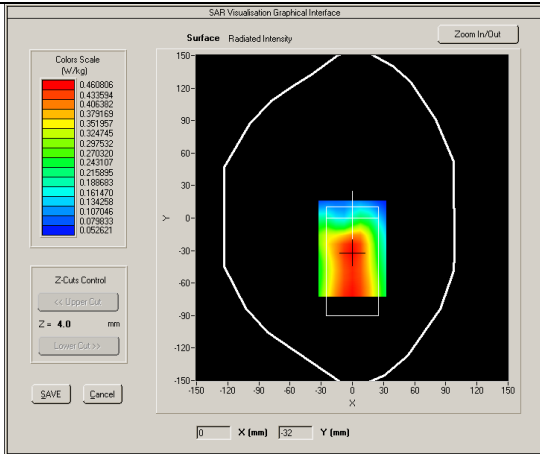 SAR Visualisation Graphical Interface
Surface Radiated Intensity
Zoom In/Out
Colors Scale
(W/kg)
0.460806
0.433594
0.406382
0.379169
0.351957
0.324745
0.297532
0.270320
0.243107
0.215895
0.188683
0.161470
0.134258
0.107046
0.079833
0.052621
Z-Cuts Control
<< Upper Cut
Z = 4.0 mm
Lower Cut >>
SAVE
Cancel
150
90
60
30
0
-30
-60
-90
-120
-150
Y
-150 -120 -90 -60 -30 0 30 60 90 120 150
X
0 X (mm) -32 Y (mm)